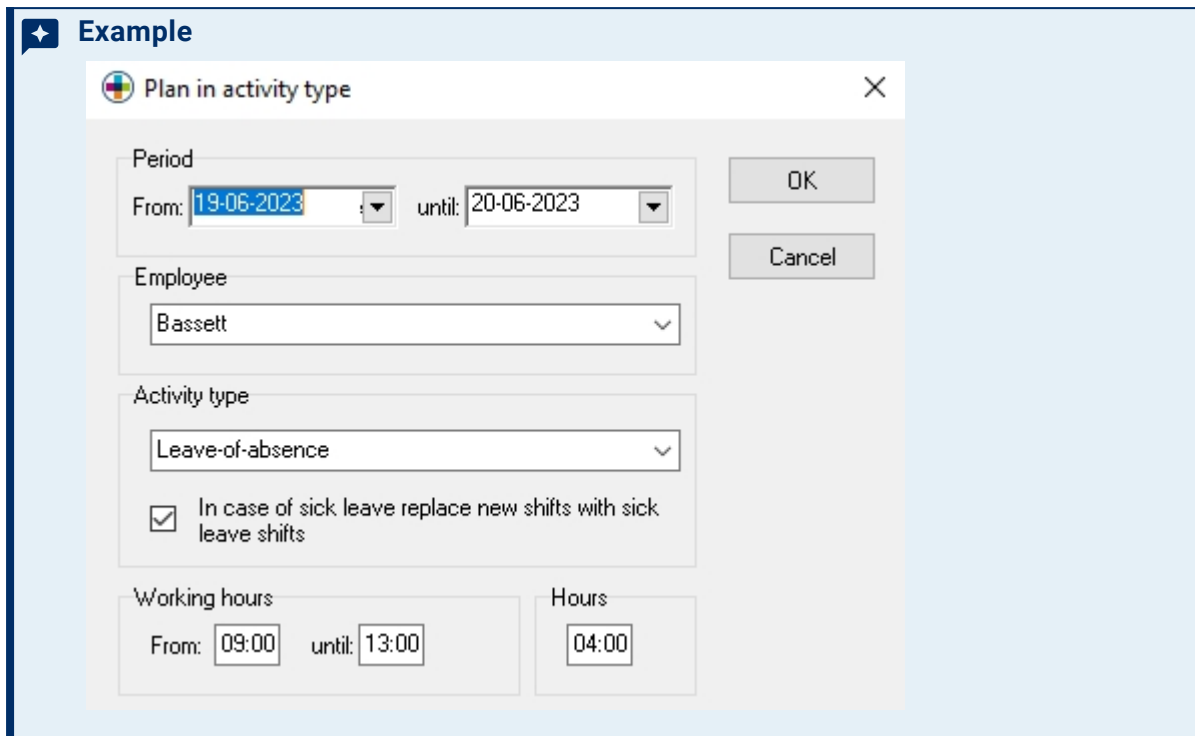 Example
Plan in activity type
Period
From: 19-06-2023 until: 20-06-2023
OK
Cancel
Employee
Bassett
Activity type
Leave-of-absence
In case of sick leave replace new shifts with sick
leave shifts
Working hours
From: 09:00 until: 13:00
Hours
04:00